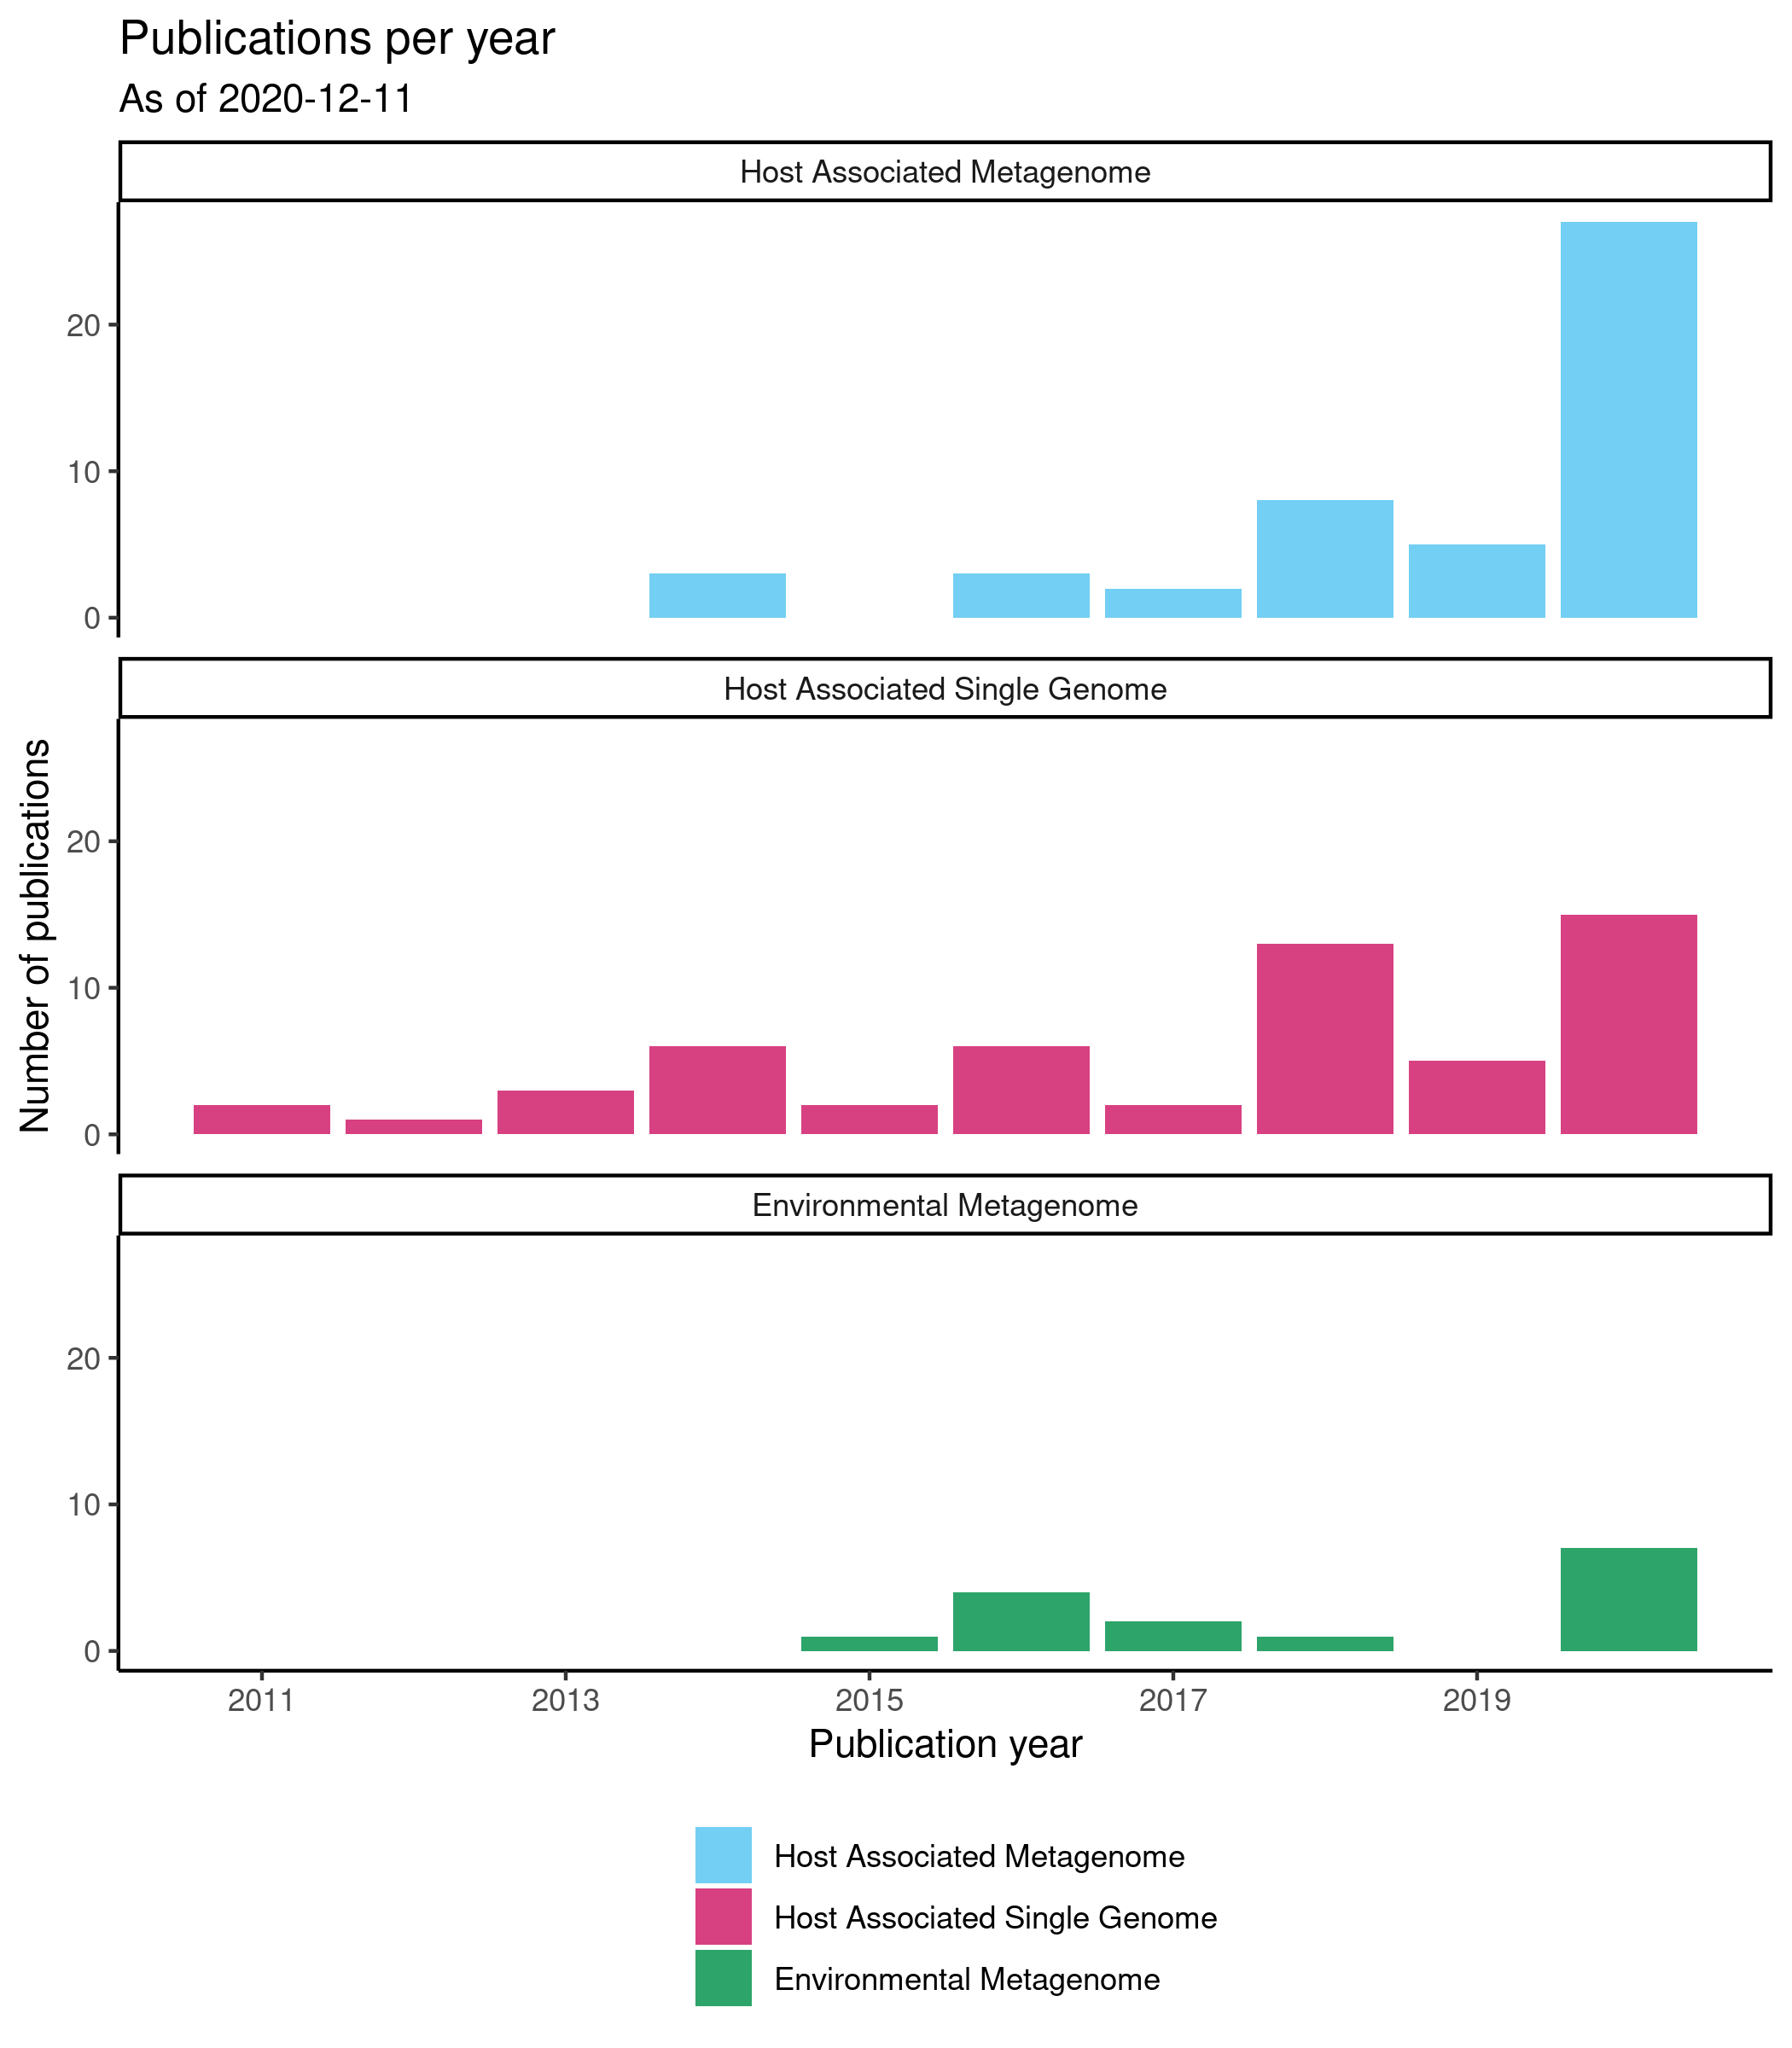 Publications per year
As of 2020-12-11
Host Associated Metagenome
20
10
0
Host Associated Single Genome
20
10
0
Number of publications
Environmental Metagenome
20
10
0
2011 2013 2015 2017 2019
Publication year
Host Associated Metagenome
Host Associated Single Genome
Environmental Metagenome